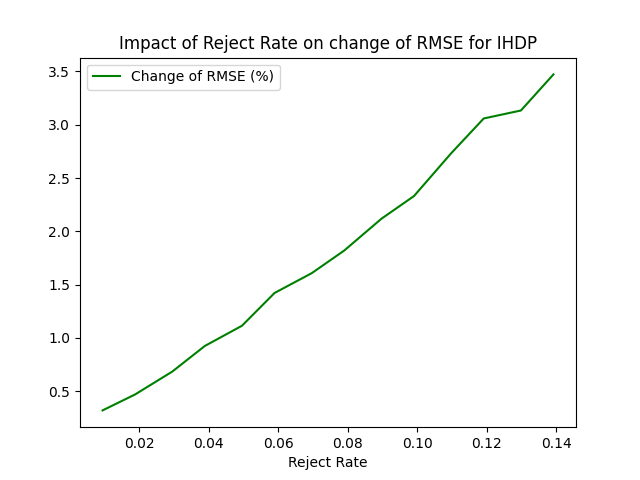 Impact of Reject Rate on change of RMSE for IHDP
Change of RMSE (%)
3.5
3.0
2.5
2.0
1.5
1.0
0.5
0.02 0.04 0.06 0.08 0.10 0.12 0.14
Reject Rate